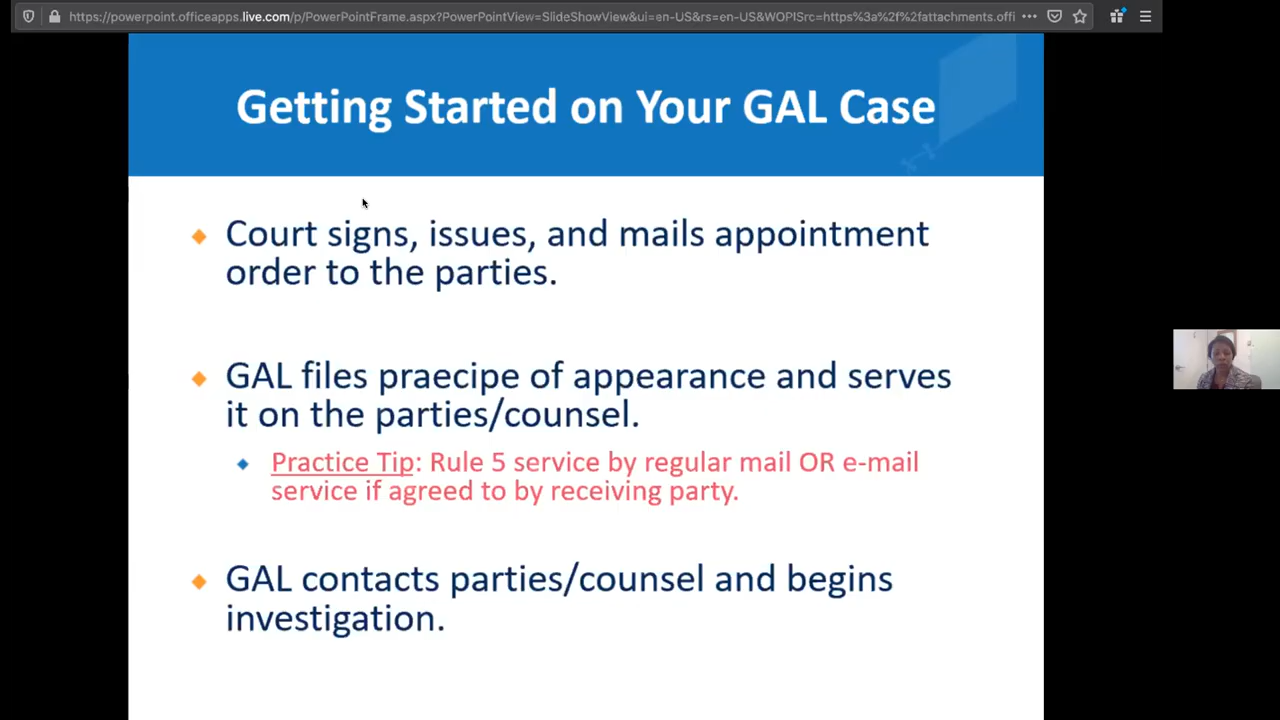 https://powerpoint.officeapps.live.com/p/PowerPointFrame.aspx?PowerPointView=SlideShowView&ui=en-US&rs=en-US&WOPISrc=https%3a%2f%2fattachments.offi
Getting Started on Your GAL Case
Court signs, issues, and mails appointment
order to the parties.
GAL files praecipe of appearance and serves
it on the parties/counsel.
Practice Tip: Rule 5 service by regular mail OR e-mail
service if agreed to by receiving party.
GAL contacts parties/counsel and begins
investigation.